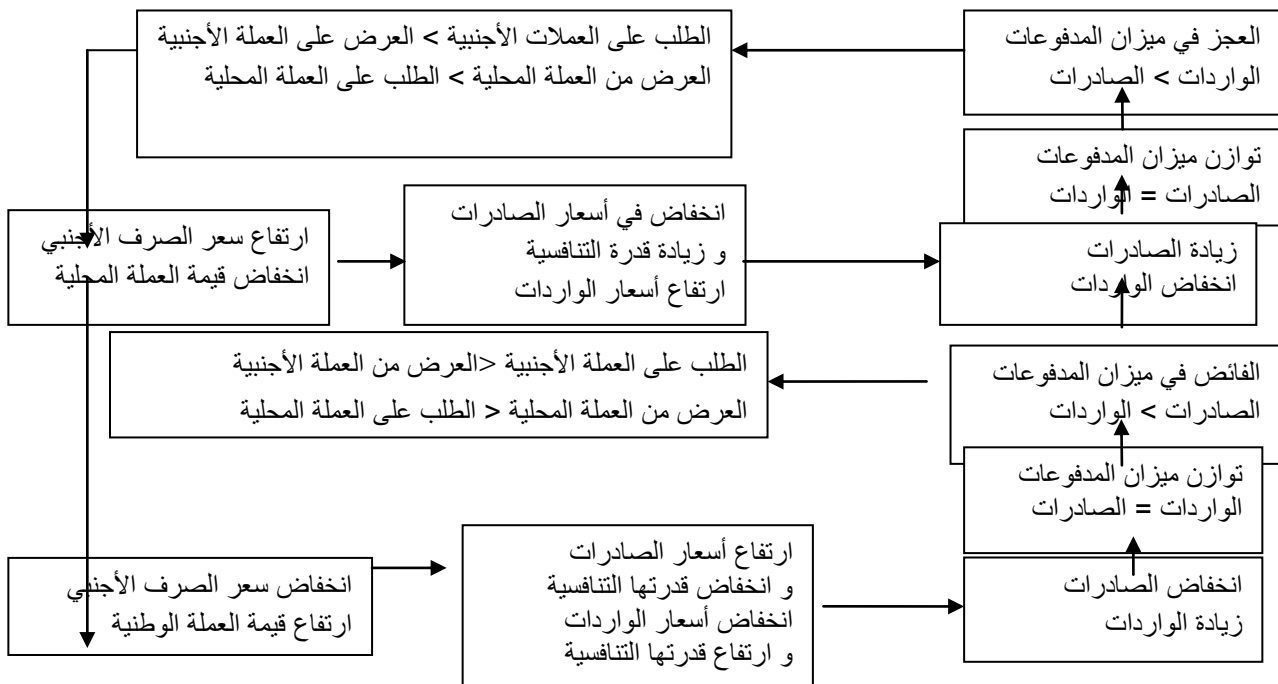 العجز في ميزان المدفوعات
الواردات > الصادرات
الطلب على العملات الأجنبية > العرض على العملة الأجنبية
العرض من العملة المحلية > الطلب على العملة المحلية
توازن ميزان المدفوعات
الصادرات = الواردات
زيادة الصادرات
انخفاض الواردات
انخفاض في أسعار الصادرات
و زيادة قدرة التنافسية
ارتفاع أسعار الواردات
ارتفاع سعر الصرف الأجنبي
انخفاض قيمة العملة المحلية
الفائض في ميزان المدفوعات
الصادرات > الواردات
الطلب على العملة الأجنبية <العرض من العملة الأجنبية
العرض من العملة المحلية < الطلب على العملة المحلية
توازن ميزان المدفوعات
الواردات = الصادرات
انخفاض الصادرات
زيادة الواردات
ارتفاع أسعار الصادرات
و انخفاض قدرتها التنافسية
انخفاض أسعار الواردات
و ارتفاع قدرتها التنافسية
انخفاض سعر الصرف الأجنبي
ارتفاع قيمة العملة الوطنية